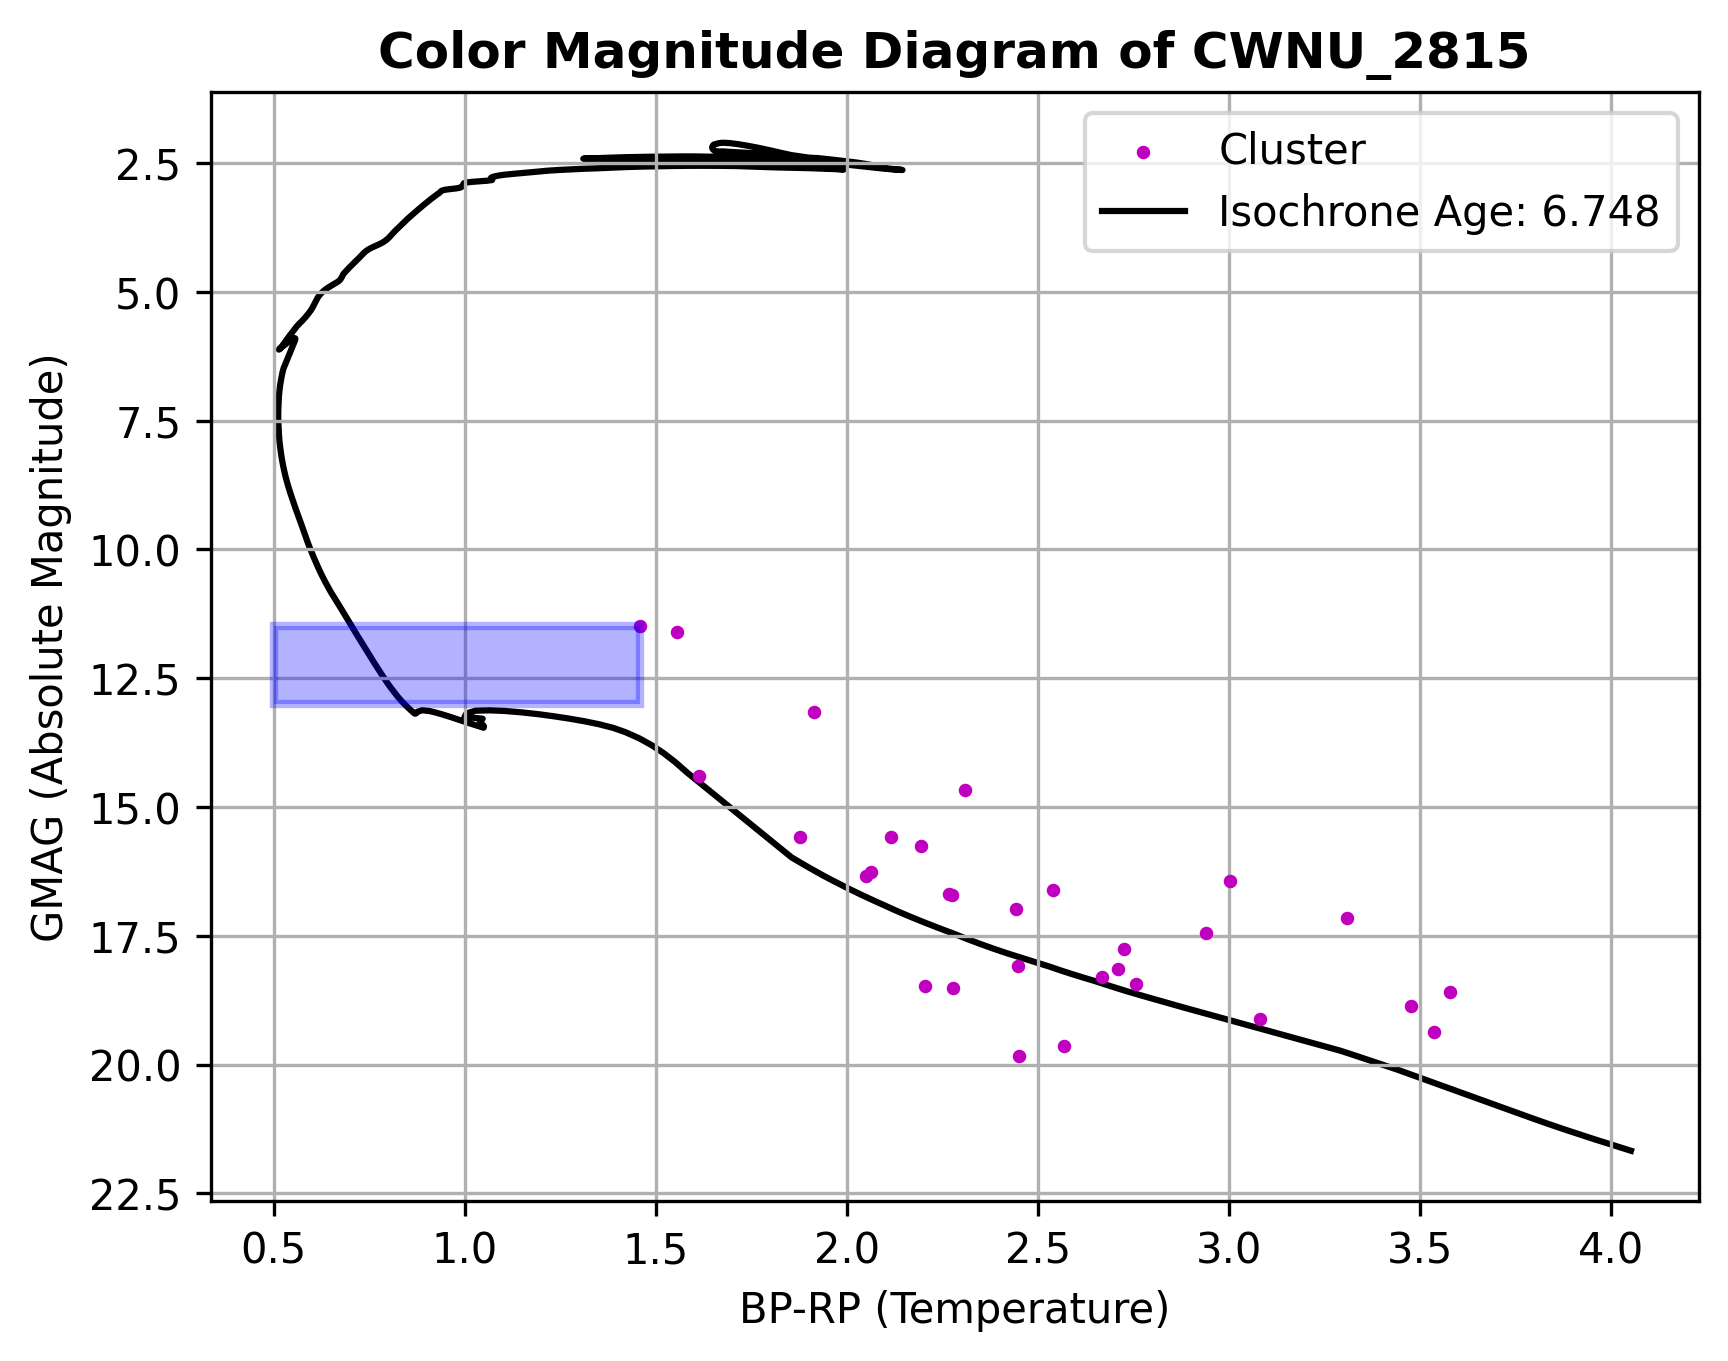 Color Magnitude Diagram of CWNU_2815
Cluster
Isochrone Age: 6.748
GMAG (Absolute Magnitude)
2.5
5.0
7.5
10.0
12.5
15.0
17.5
20.0
22.5
0.5 1.0 1.5 2.0 2.5 3.0 3.5 4.0
BP-RP (Temperature)